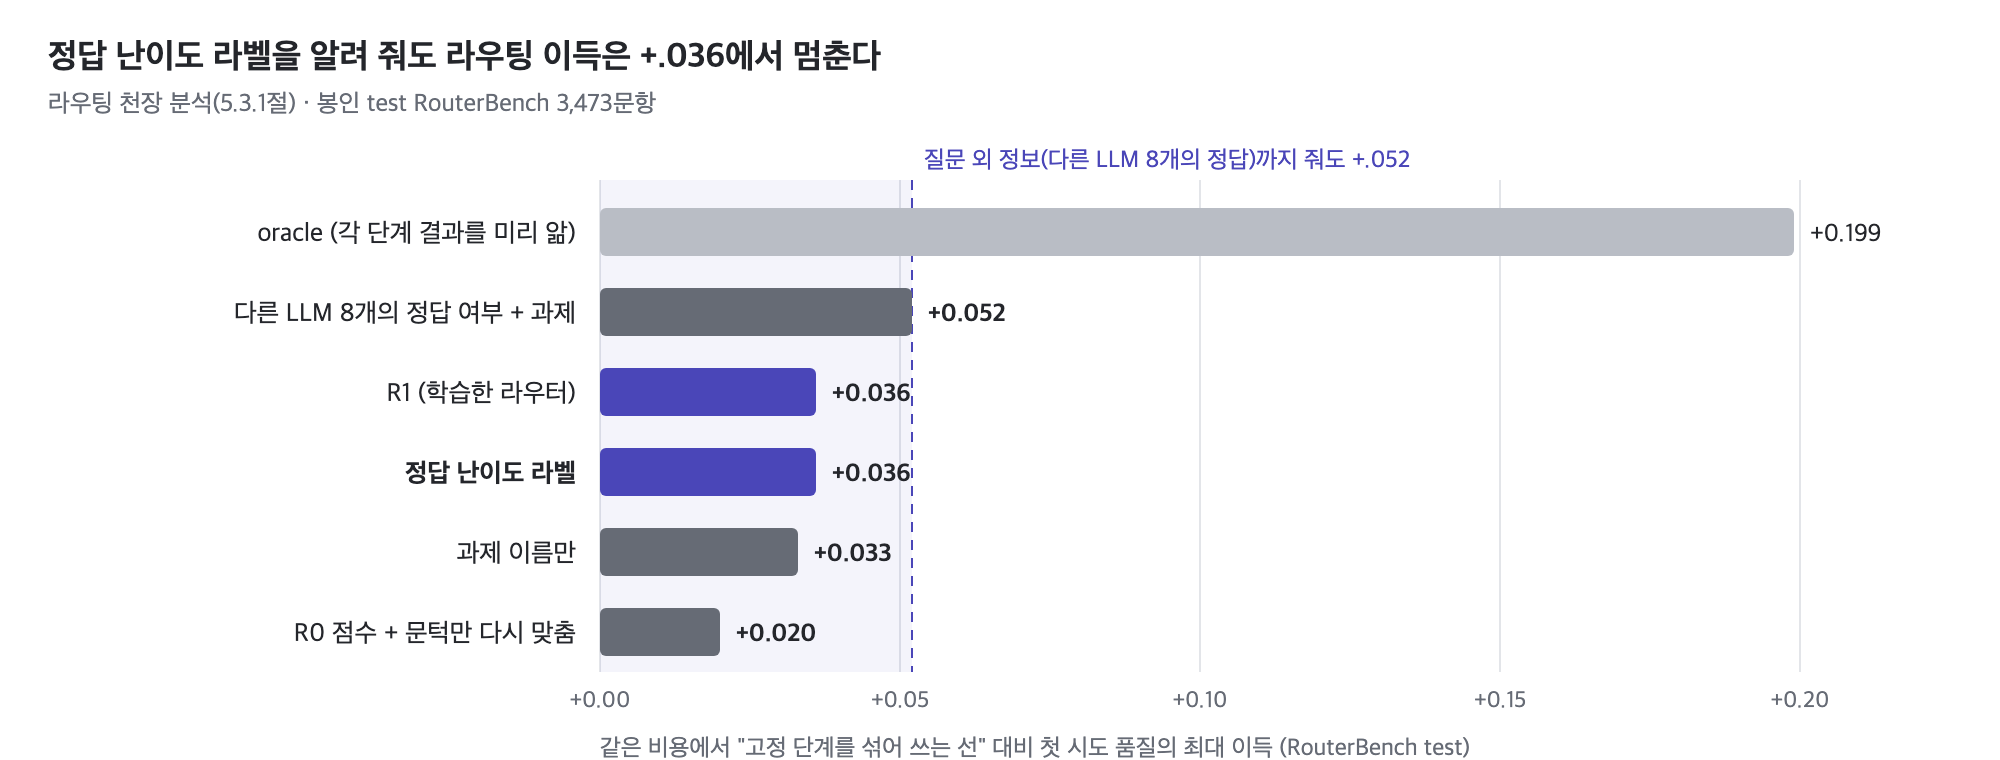 정답 난이도 라벨을 알려 줘도 라우팅 이득은 +.036에서 멈춘다
라우팅 천장 분석(5.3.1절) · 봉인 test RouterBench 3,473문항
질문 외 정보(다른 LLM 8개의 정답)까지 줘도 +.052
oracle (각 단계 결과를 미리 앎) +0.199
다른 LLM 8개의 정답 여부 + 과제 +0.052
R1 (학습한 라우터) +0.036
정답 난이도 라벨 +0.036
과제 이름만 +0.033
R0 점수 + 문턱만 다시 맞춤 +0.020
+0.00 +0.05 +0.10 +0.15 +0.20
같은 비용에서 "고정 단계를 섞어 쓰는 선" 대비 첫 시도 품질의 최대 이득 (RouterBench test)